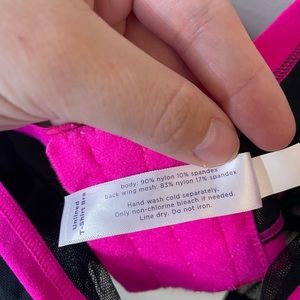 Unlined
T-Shirt Bra
body: 90% nylon 10% spandex
back wing mesh: 83% nylon 17% spandex
Hand wash cold separately.
Only non-chlorine bleach if needed.
Line dry. Do not iron.